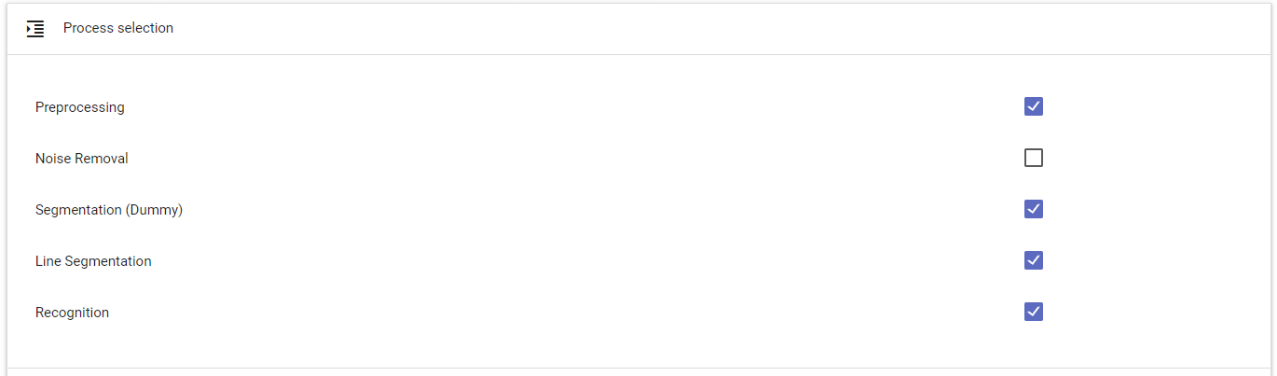 Process selection
Preprocessing
Noise Removal
Segmentation (Dummy)
Line Segmentation
Recognition